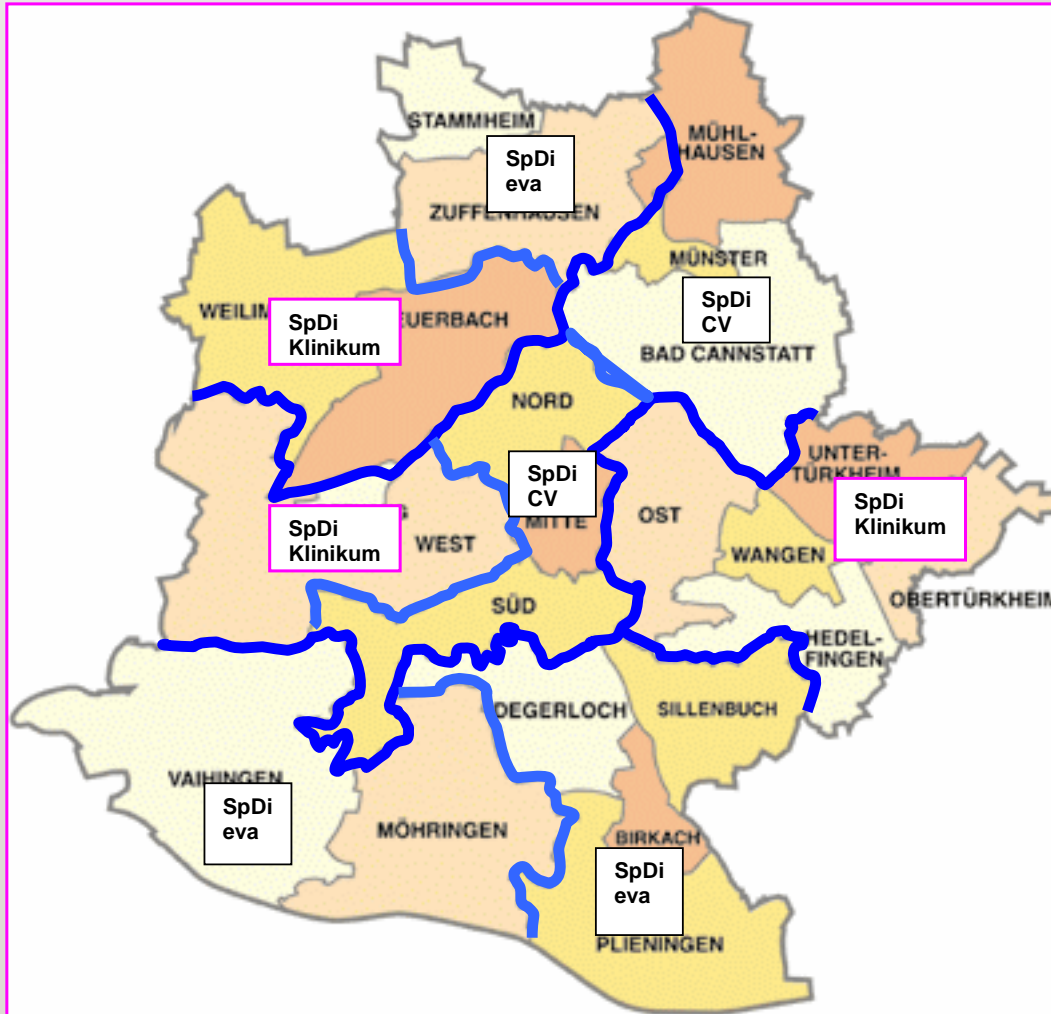 STAMMHEIM
MÜHL-
HAUSEN
SpDi
eva
ZUFFENHAUSEN
MÜNSTER
WEILIM
SpDi
Klinikum
EUERBACH
SpDi
CV
BAD CANNSTATT
NORD
UNTER-
TÜRKHEIM
SpDi
CV
MITTE
OST
SpDi
Klinikum
SpDi
Klinikum
G
WEST
WANGEN
OBERTÜRKHEIM
SÜD
HEDEL-
FINGEN
DEGERLOCH
SILLENBUCH
VAIHINGEN
SpDi
eva
MÖHRINGEN
BIRKACH
SpDi
eva
PLIENINGEN